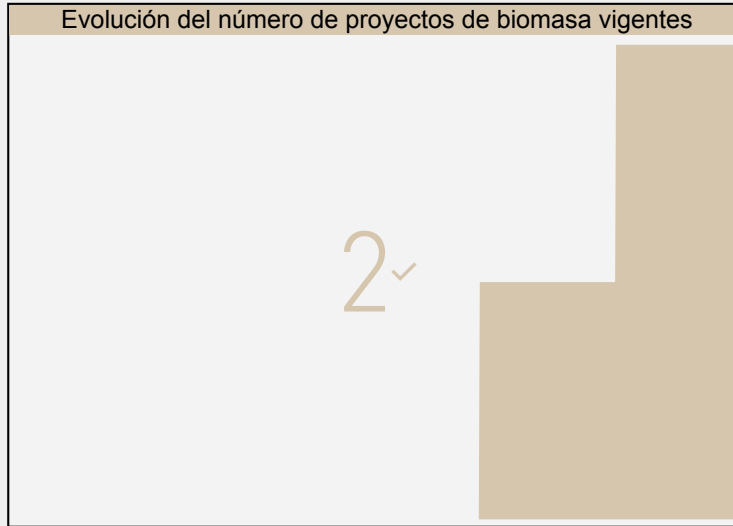 Evolución del número de proyectos de biomasa vigentes
2✓